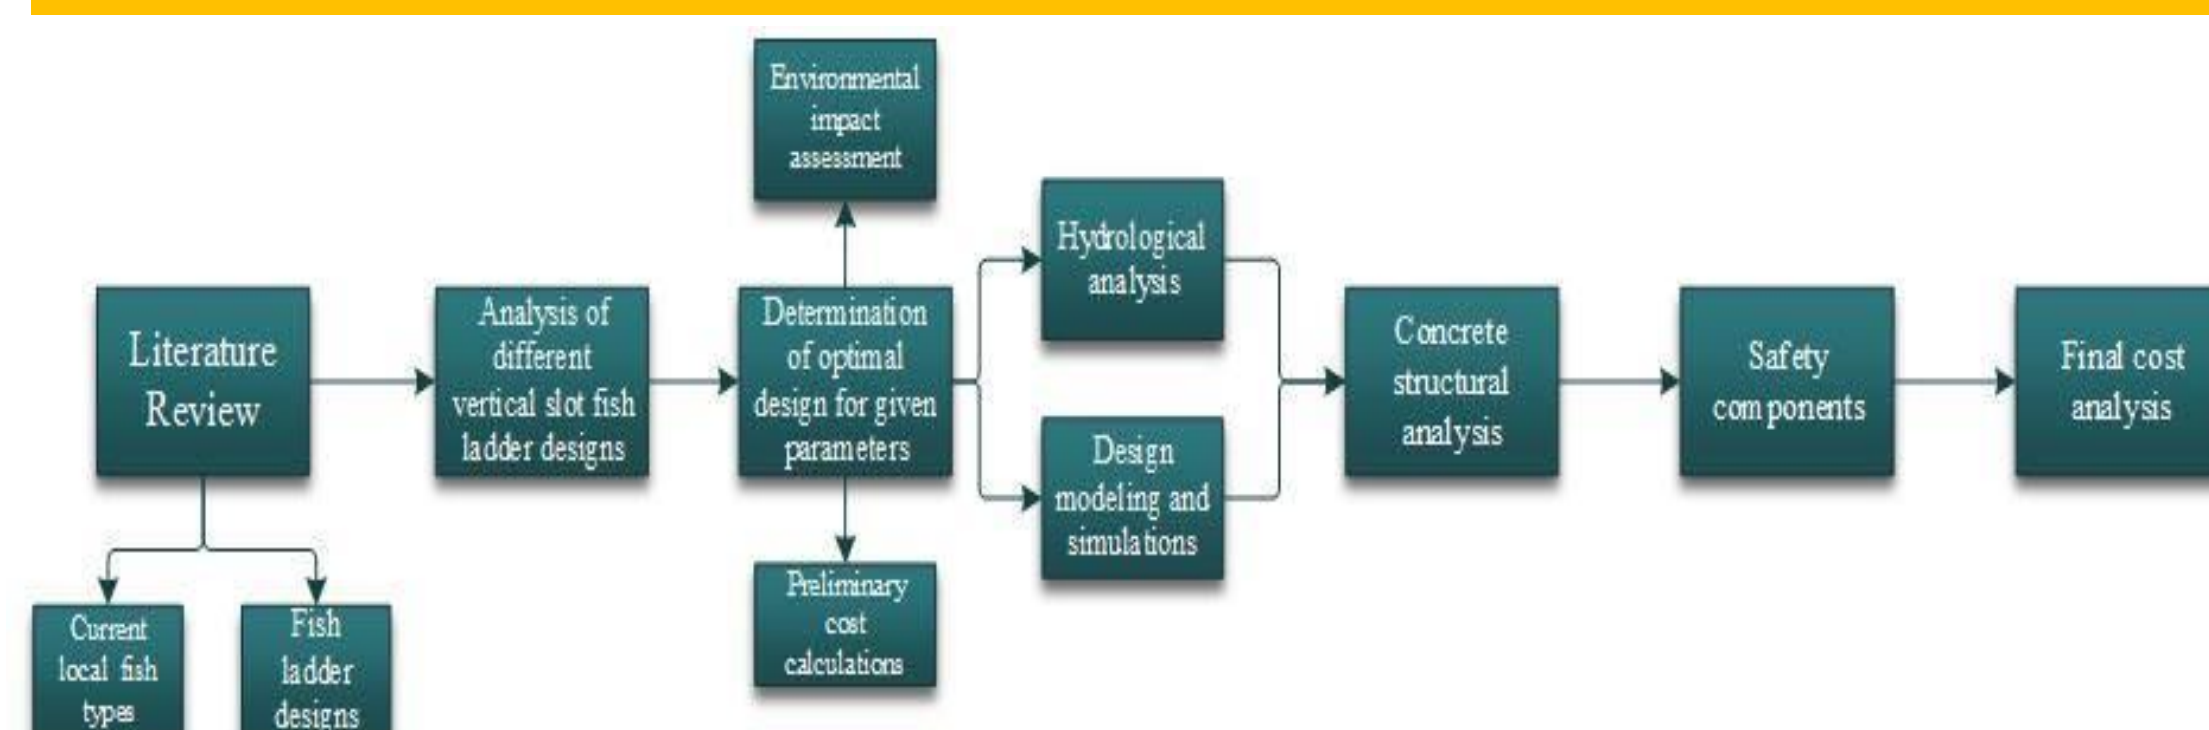 Environmental
impact
assessment
Literature
Review
Analysis of
different
vertical slot fish
ladder designs
Determination
of optimal
design for given
parameters
Hydrological
analysis
Design
modeling and
simulations
Concrete
structural
analysis
Safety
components
Final cost
analysis
Current
local fish
types
Fish
ladder
designs
Preliminary
cost
calculations